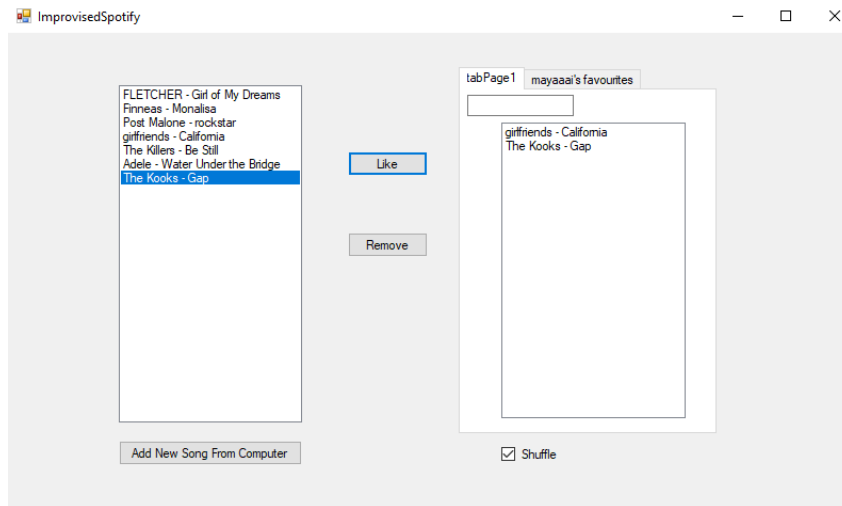 ImprovisedSpotify
FLETCHER - Girl of My Dreams
Finneas - Monalisa
Post Malone - rockstar
girlfriends - California
The Killers - Be Still
Adele - Water Under the Bridge
The Kooks - Gap
Add New Song From Computer
Like
Remove
tabPage1
mayaaai's favourites
girlfriends - California
The Kooks - Gap
Shuffle